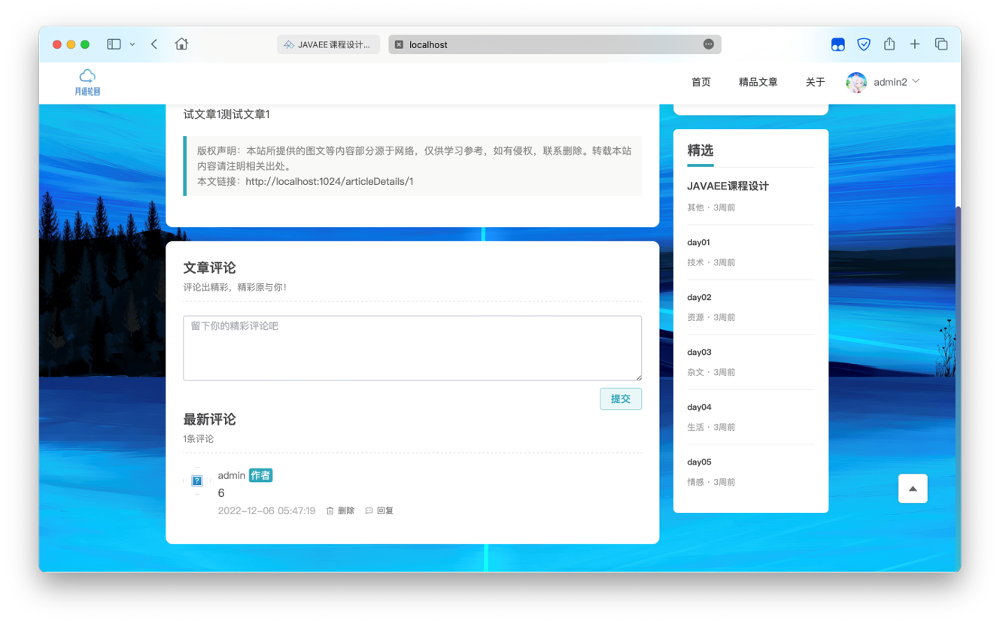 JAVAEE课程设计...
localhost
月语轮回
首页
精品文章
关于
admin2
试文章1测试文章1
版权声明：本站所提供的图文等内容部分源于网络，仅供学习参考，如有侵权，联系删除。转载本站
内容请注明相关出处。
本文链接：http://localhost:1024/articleDetails/1
文章评论
评论出精彩，精彩原与你！
留下你的精彩评论吧
提交
最新评论
1条评论
admin 作者
6
2022-12-06 05:47:19 删除 回复
精选
JAVAEE课程设计
其他 · 3周前
day01
技术 · 3周前
day02
资源 · 3周前
day03
杂文 · 3周前
day04
生活 · 3周前
day05
情感 · 3周前